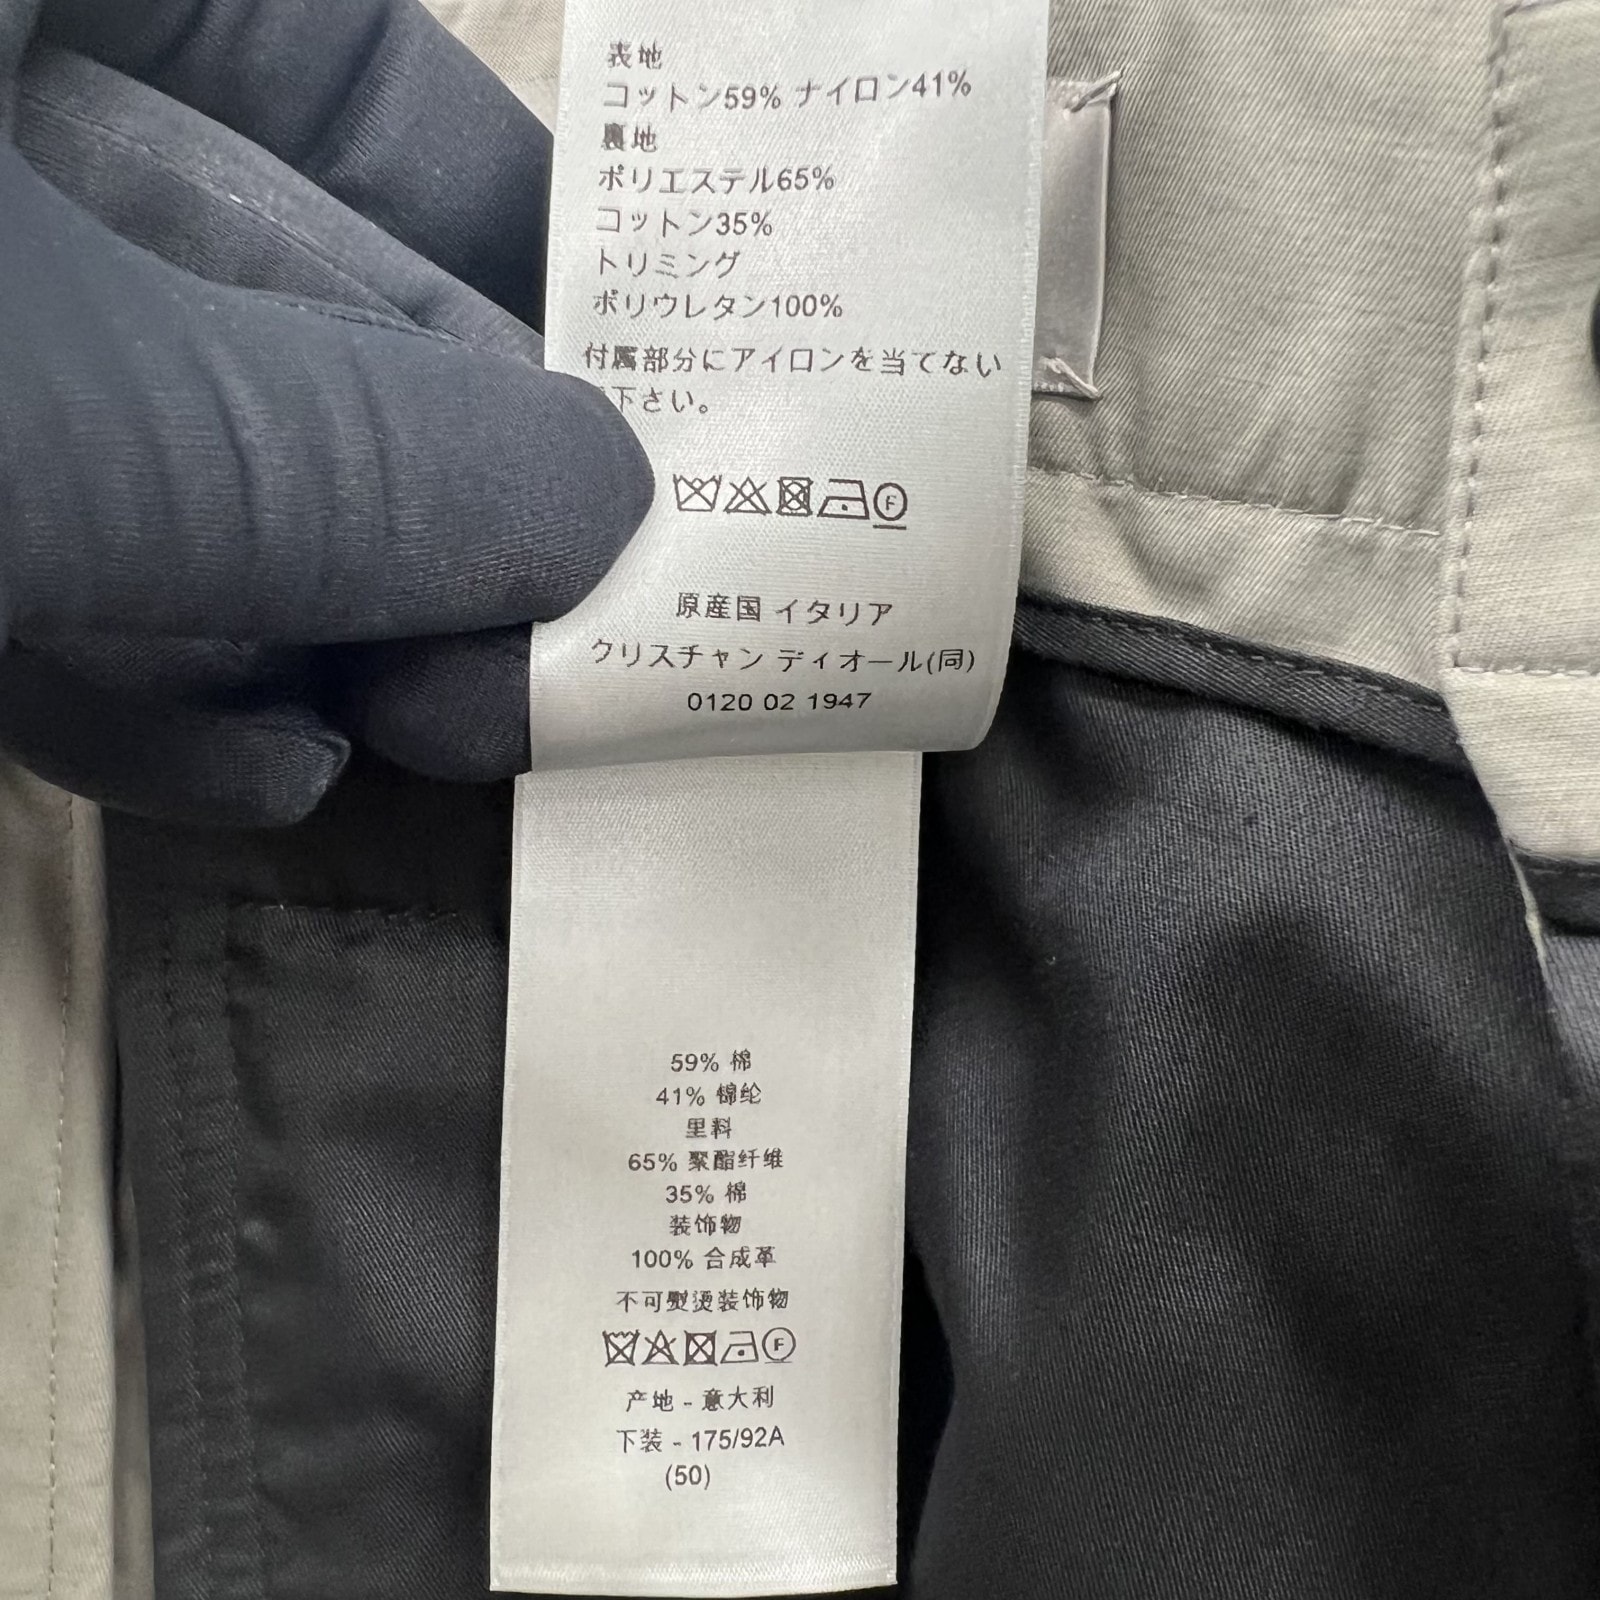 表地
コットン59% ナイロン41%
裏地
ポリエステル65%
コットン35%
トリミング
ポリウレタン100%
付属部分にアイロンを当てない
下さい。
F
原産国 イタリア
クリスチャン ディオール(同)
0120 02 1947
59% 棉
41% 锦纶
里料
65% 聚酯纤维
35% 棉
装饰物
100% 合成革
不可熨烫装饰物
F
产地 - 意大利
下装 - 175/92A
(50)